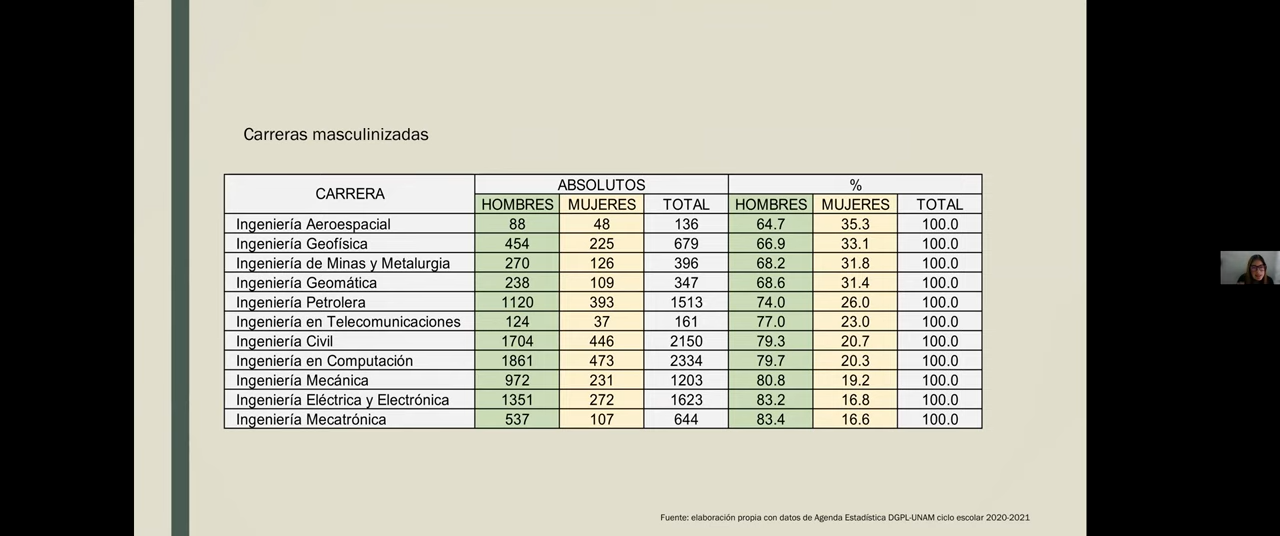 Carreras masculinizadas
CARRERA ABSOLUTOS %
HOMBRES MUJERES TOTAL HOMBRES MUJERES TOTAL
Ingeniería Aeroespacial 88 48 136 64.7 35.3 100.0
Ingeniería Geofísica 454 225 679 66.9 33.1 100.0
Ingeniería de Minas y Metalurgia 270 126 396 68.2 31.8 100.0
Ingeniería Geomática 238 109 347 68.6 31.4 100.0
Ingeniería Petrolera 1120 393 1513 74.0 26.0 100.0
Ingeniería en Telecomunicaciones 124 37 161 77.0 23.0 100.0
Ingeniería Civil 1704 446 2150 79.3 20.7 100.0
Ingeniería en Computación 1861 473 2334 79.7 20.3 100.0
Ingeniería Mecánica 972 231 1203 80.8 19.2 100.0
Ingeniería Eléctrica y Electrónica 1351 272 1623 83.2 16.8 100.0
Ingeniería Mecatrónica 537 107 644 83.4 16.6 100.0
Fuente: elaboración propia con datos de Agenda Estadística DGPL-UNAM ciclo escolar 2020-2021